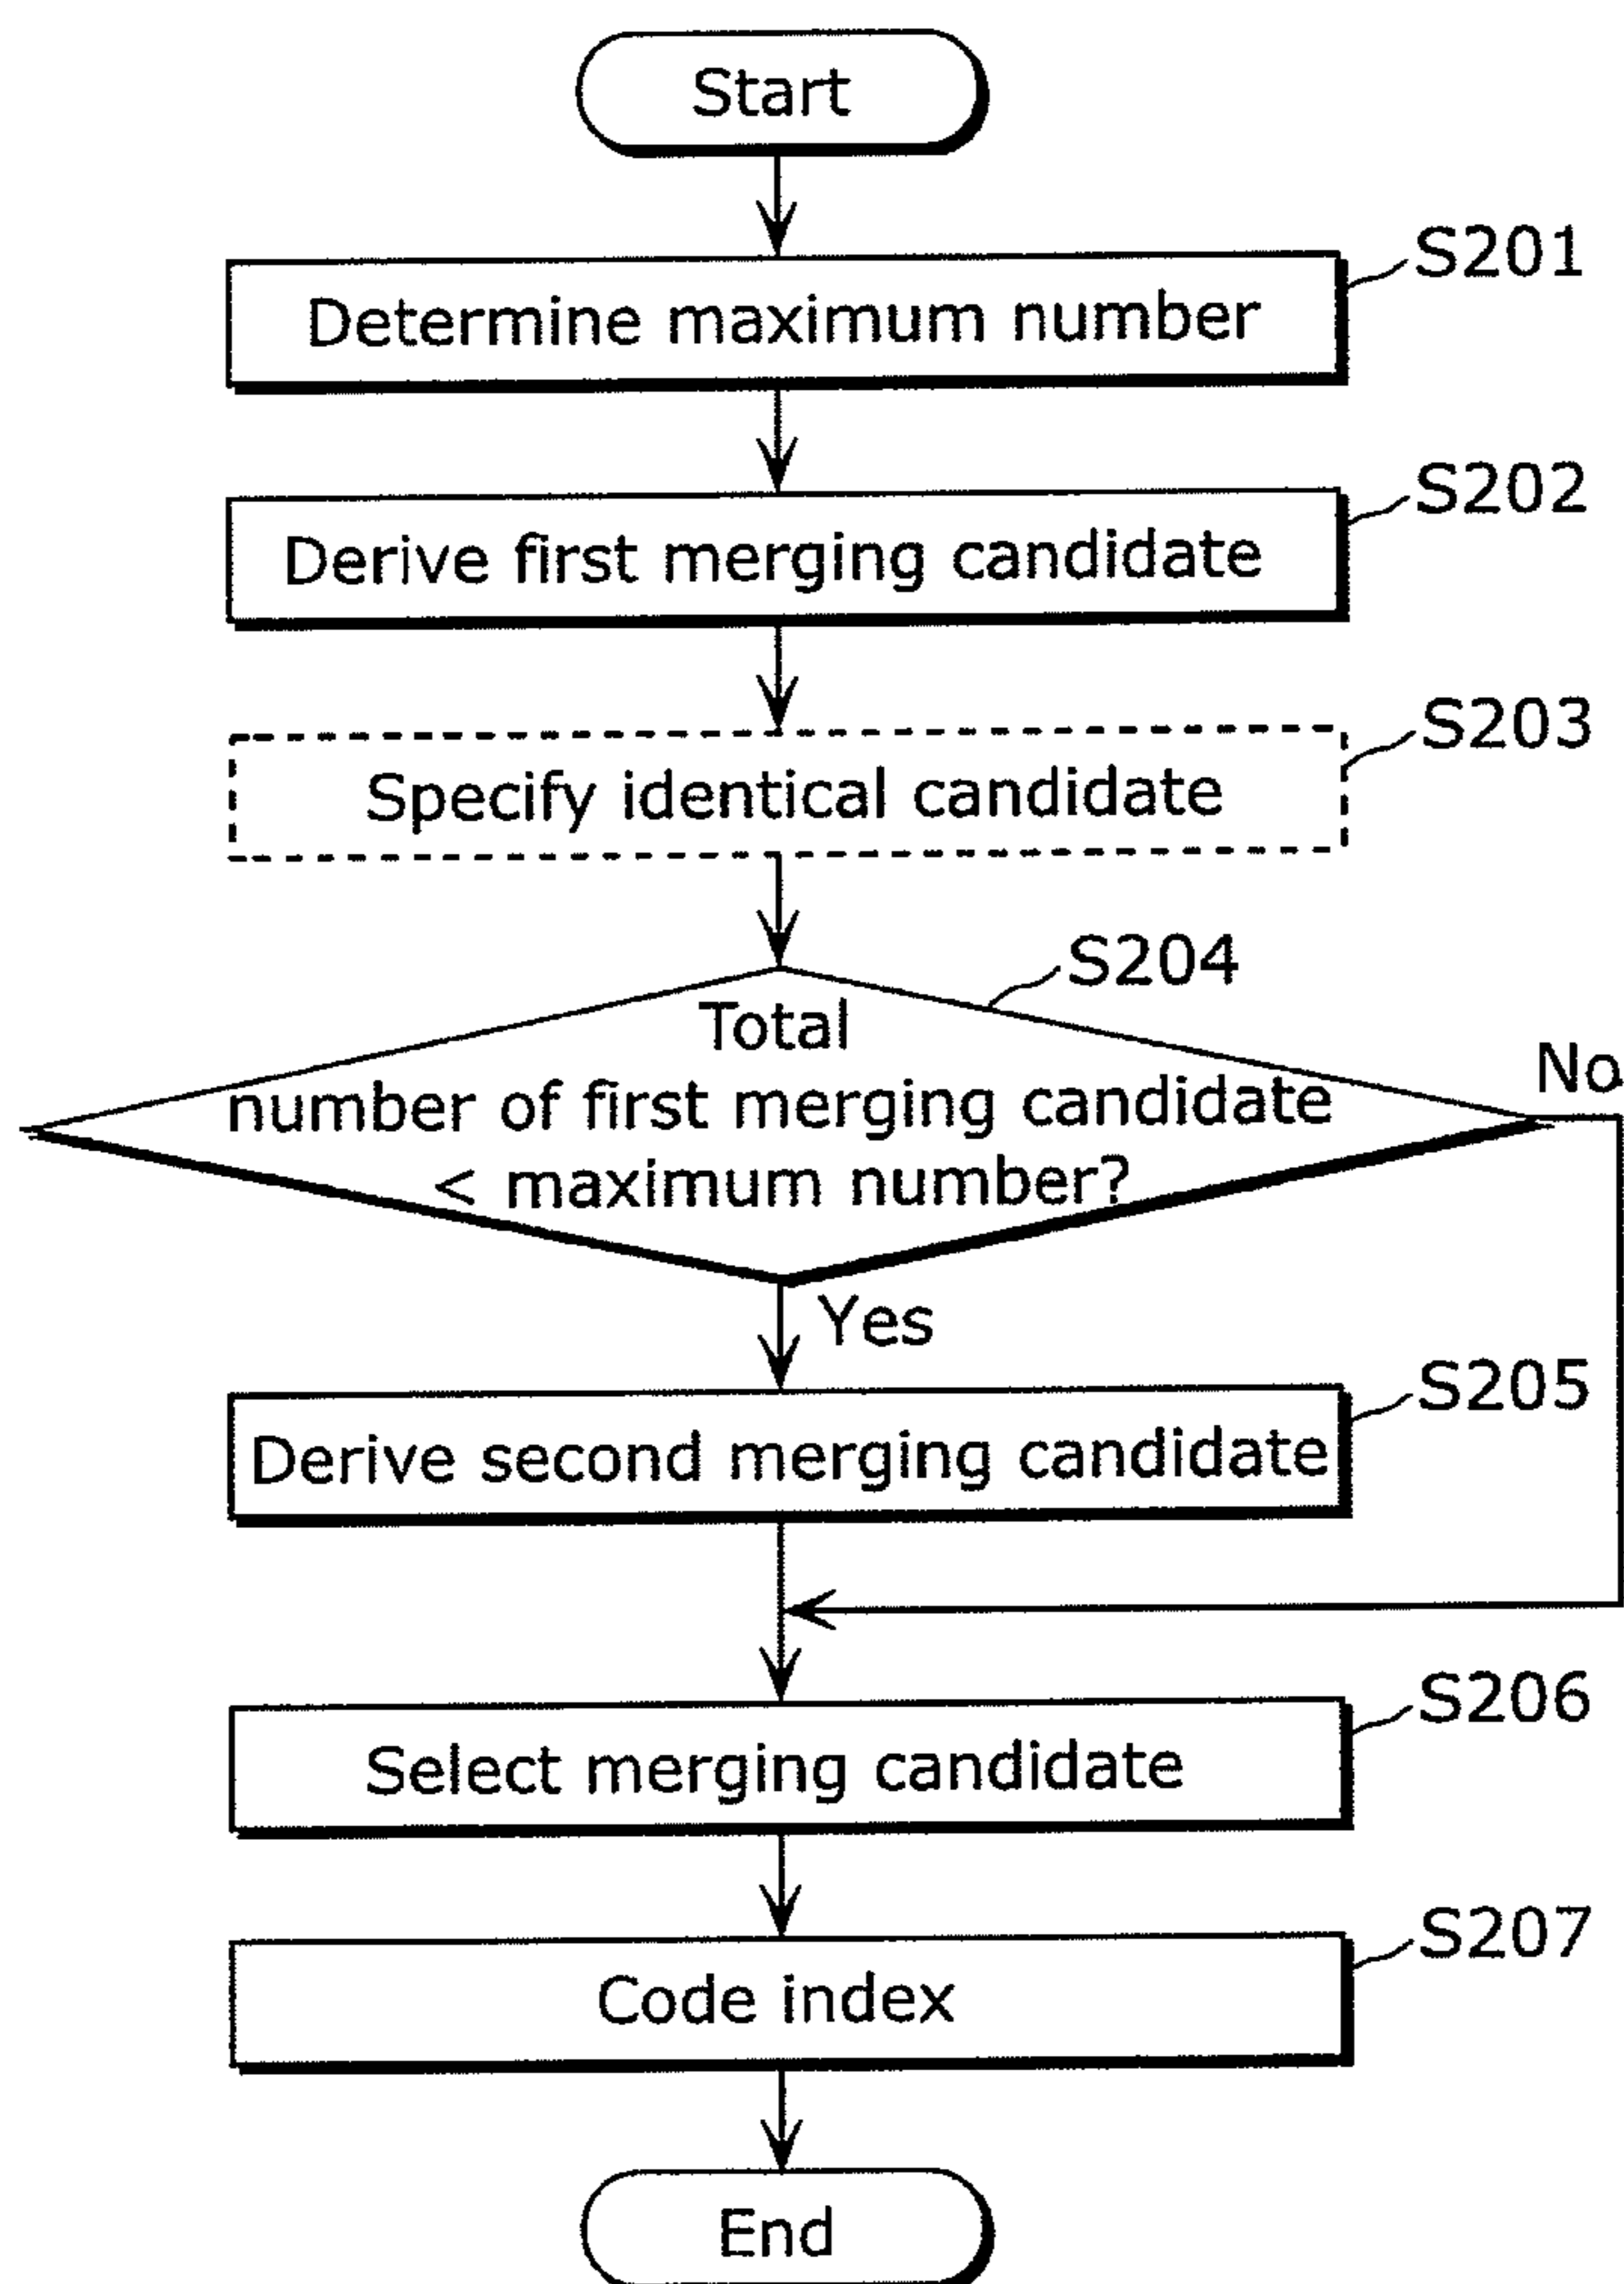 Start
S201
Determine maximum number
S202
Derive first merging candidate
S203
Specify identical candidate
S204
Total
number of first merging candidate
< maximum number?
No
Yes
S205
Derive second merging candidate
S206
Select merging candidate
S207
Code index
End